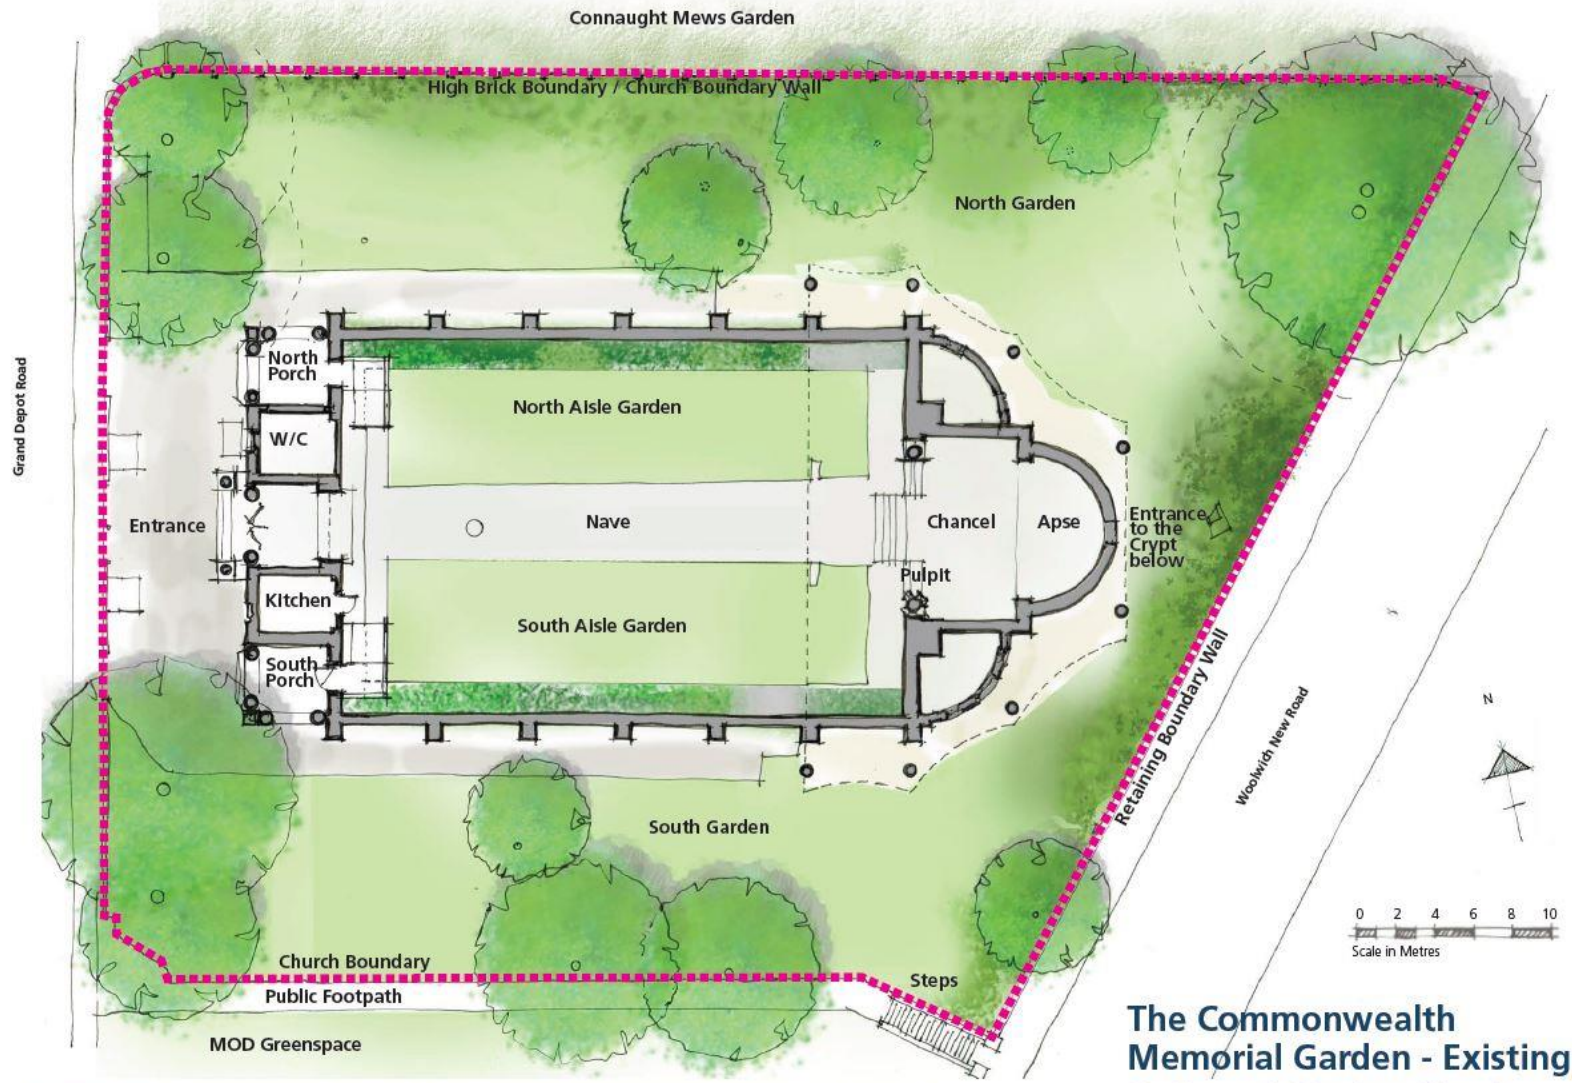 Connaught Mews Garden
High Brick Boundary / Church Boundary Wall
North Garden
Grand Depot Road
North
Porch
North Aisle Garden
W/C
Entrance
Nave
Chancel
Apse
Entrance
to the
Crypt
below
Pulpit
Kitchen
South Aisle Garden
South
Porch
Retaining Boundary Wall
Woolwich New Road
N
South Garden
0 2 4 6 8 10
Scale in Metres
Church Boundary
Steps
Public Footpath
MOD Greenspace
The Commonwealth
Memorial Garden - Existing